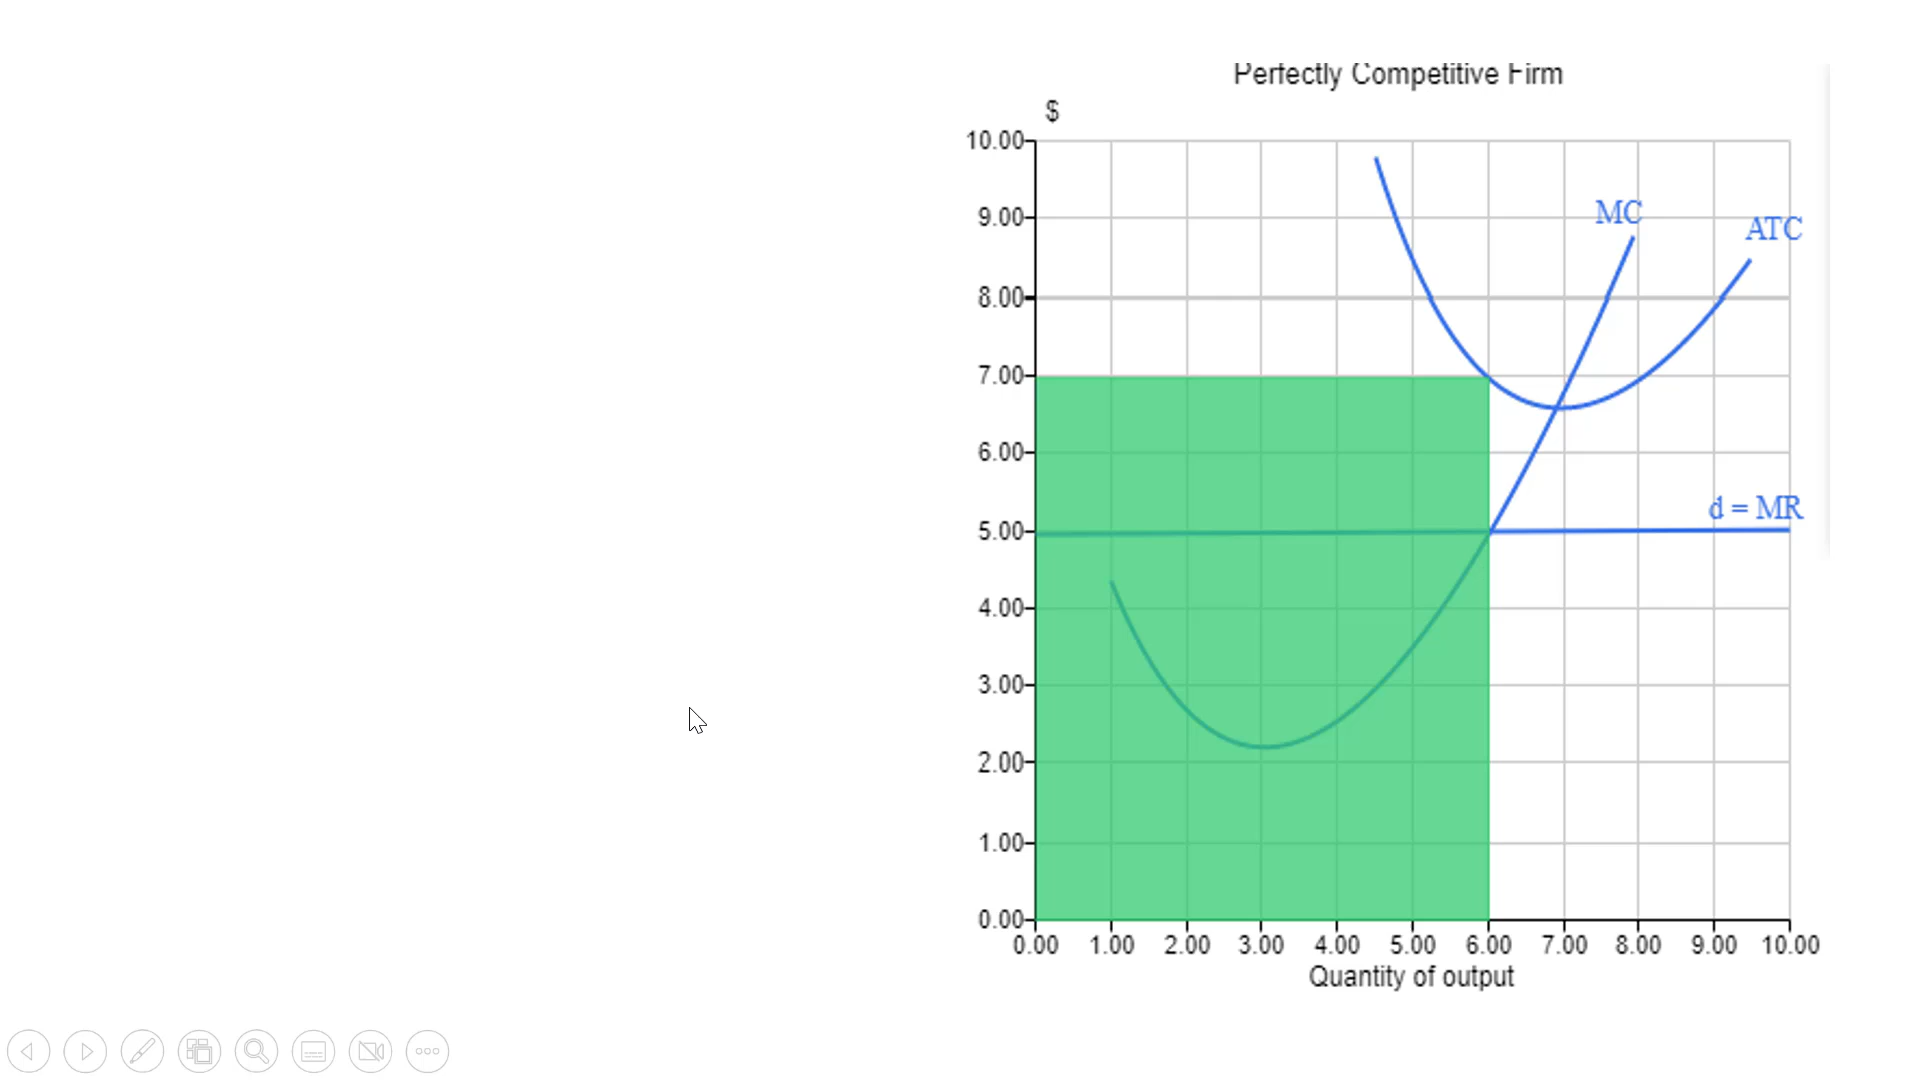 Perfectly Competitive Firm
$
10.00
9.00
8.00
7.00
6.00
5.00
4.00
3.00
2.00
1.00
0.00
MC
ATC
d = MR
0.00 1.00 2.00 3.00 4.00 5.00 6.00 7.00 8.00 9.00 10.00
Quantity of output